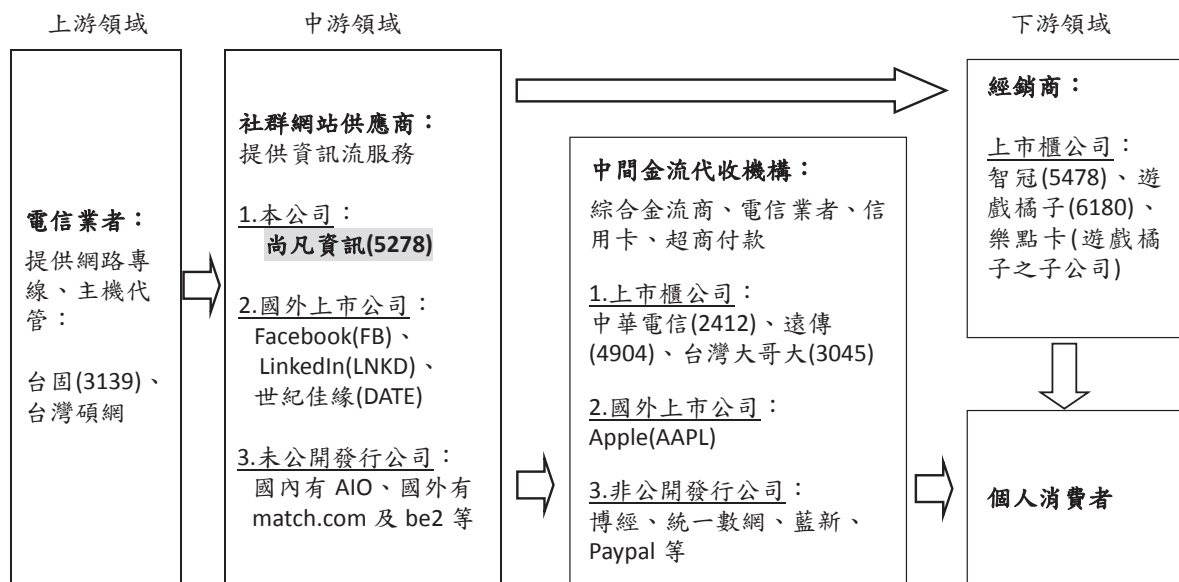 上游領域
中游領域
下游領域
電信業者：
提供網路專
線、主機代
管：
台固(3139)、
台灣碩網
社群網站供應商：
提供資訊流服務
1.本公司：
尚凡資訊(5278)
2.國外上市公司：
Facebook(FB)、
LinkedIn(LNKD)、
世紀佳緣(DATE)
3.未公開發行公司：
國內有 AIO、國外有
match.com 及 be2 等
中間金流代收機構：
綜合金流商、電信業者、信
用卡、超商付款
1.上市櫃公司：
中華電信(2412)、遠傳
(4904)、台灣大哥大(3045)
2.國外上市公司：
Apple(AAPL)
3.非公開發行公司：
博經、統一數網、藍新、
Paypal 等
經銷商：
上市櫃公司：
智冠(5478)、遊
戲橘子(6180)、
樂點卡(遊戲橘
子之子公司)
個人消費者